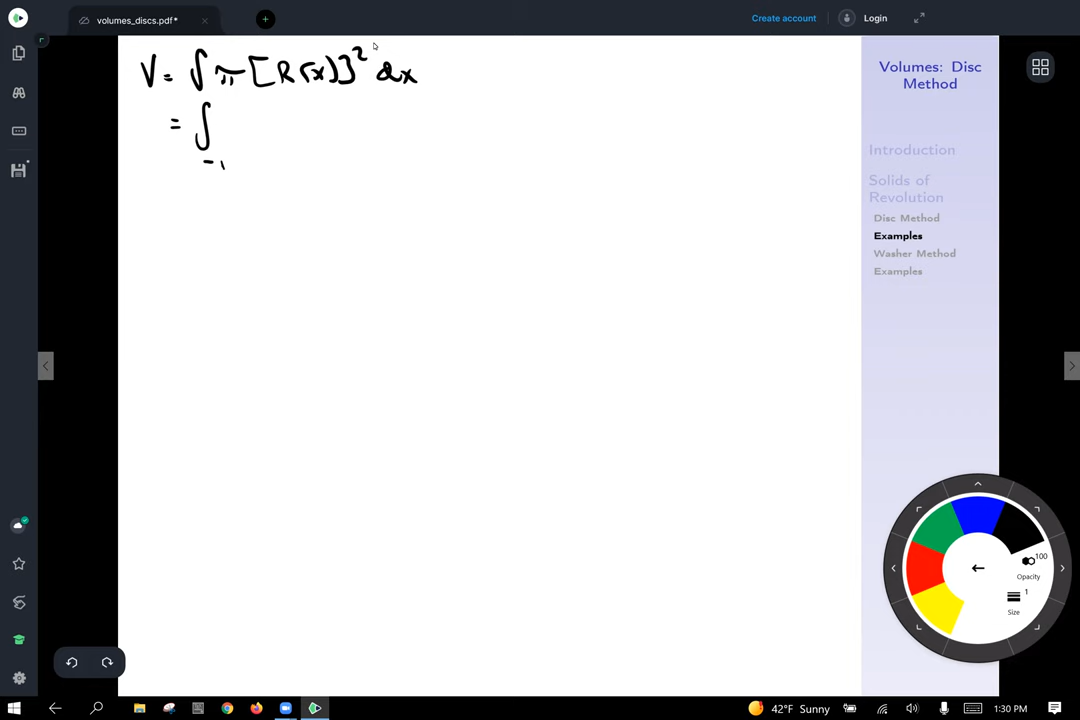 volumes_discs.pdf*
Create account
Login
V = ∫ π [R(x)]² dx
= ∫
-1
Volumes: Disc
Method
Introduction
Solids of
Revolution
Disc Method
Examples
Washer Method
Examples
100
Opacity
1
Size
42°F Sunny
1:30 PM